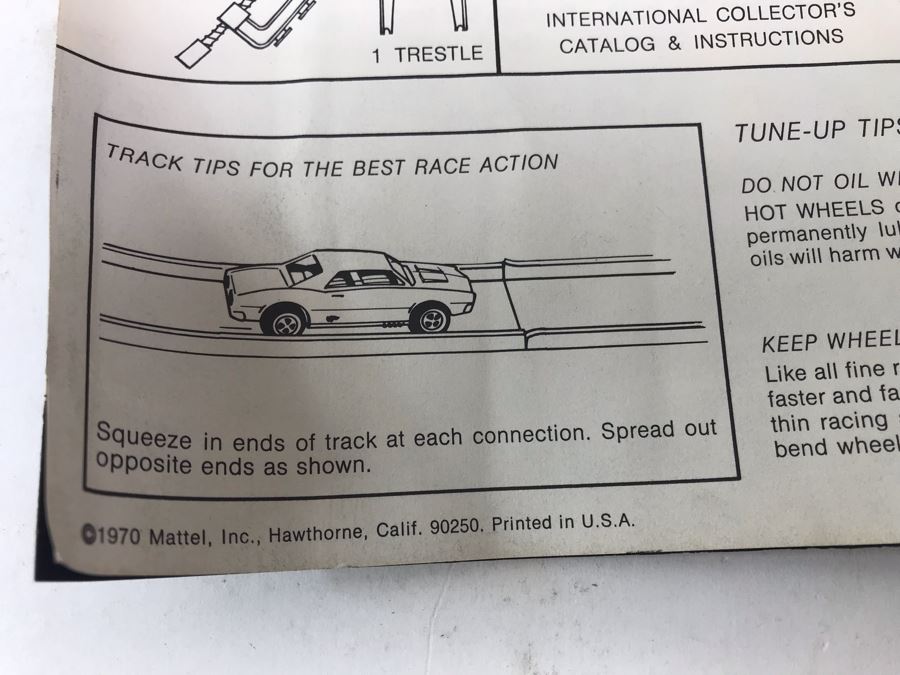 1 TRESTLE
INTERNATIONAL COLLECTOR'S
CATALOG & INSTRUCTIONS
TRACK TIPS FOR THE BEST RACE ACTION
Squeeze in ends of track at each connection. Spread out
opposite ends as shown.
©1970 Mattel, Inc., Hawthorne, Calif. 90250. Printed in U.S.A.
TUNE-UP TIPS
DO NOT OIL
HOT WHEELS
permanently
oils will harm
KEEP
Like all fine
faster and
thin racing
bend